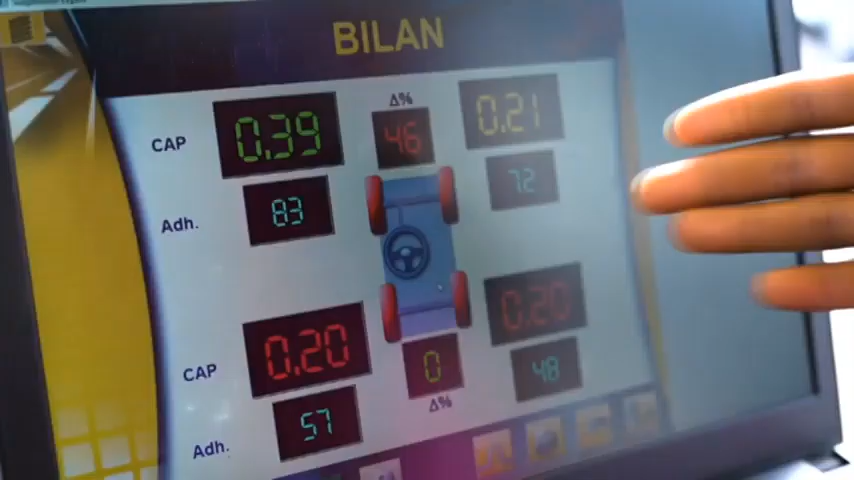 BILAN
CAP 0.39 Δ% 46 0.21
Adh. 83 72
CAP 0.20 0 0.20
Adh. 57 Δ% 48